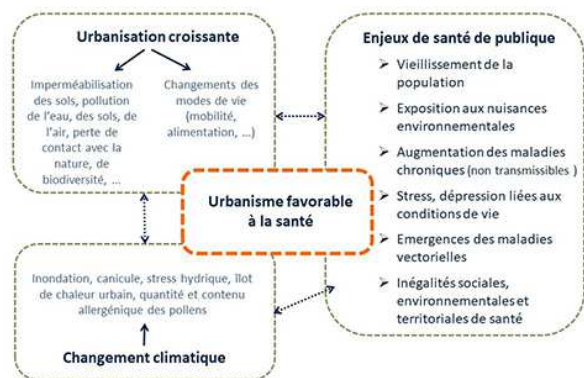 Urbanisation croissante
Imperméabilisation
des sols, pollution
de l'eau, des sols, de
l'air, perte de
contact avec la
nature, de
biodiversité, ...
Changements des
modes de vie
(mobilité,
alimentation, ...)
Enjeux de santé de publique
Vieillissement de la
population
Exposition aux nuisances
environnementales
Augmentation des maladies
chroniques (non transmissibles )
Stress, dépression liées aux
conditions de vie
Emergences des maladies
vectorielles
Inégalités sociales,
environnementales et
territoriales de santé
Urbanisme favorable
à la santé
Inondation, canicule, stress hydrique, îlot
de chaleur urbain, quantité et contenu
allergénique des pollens
Changement climatique